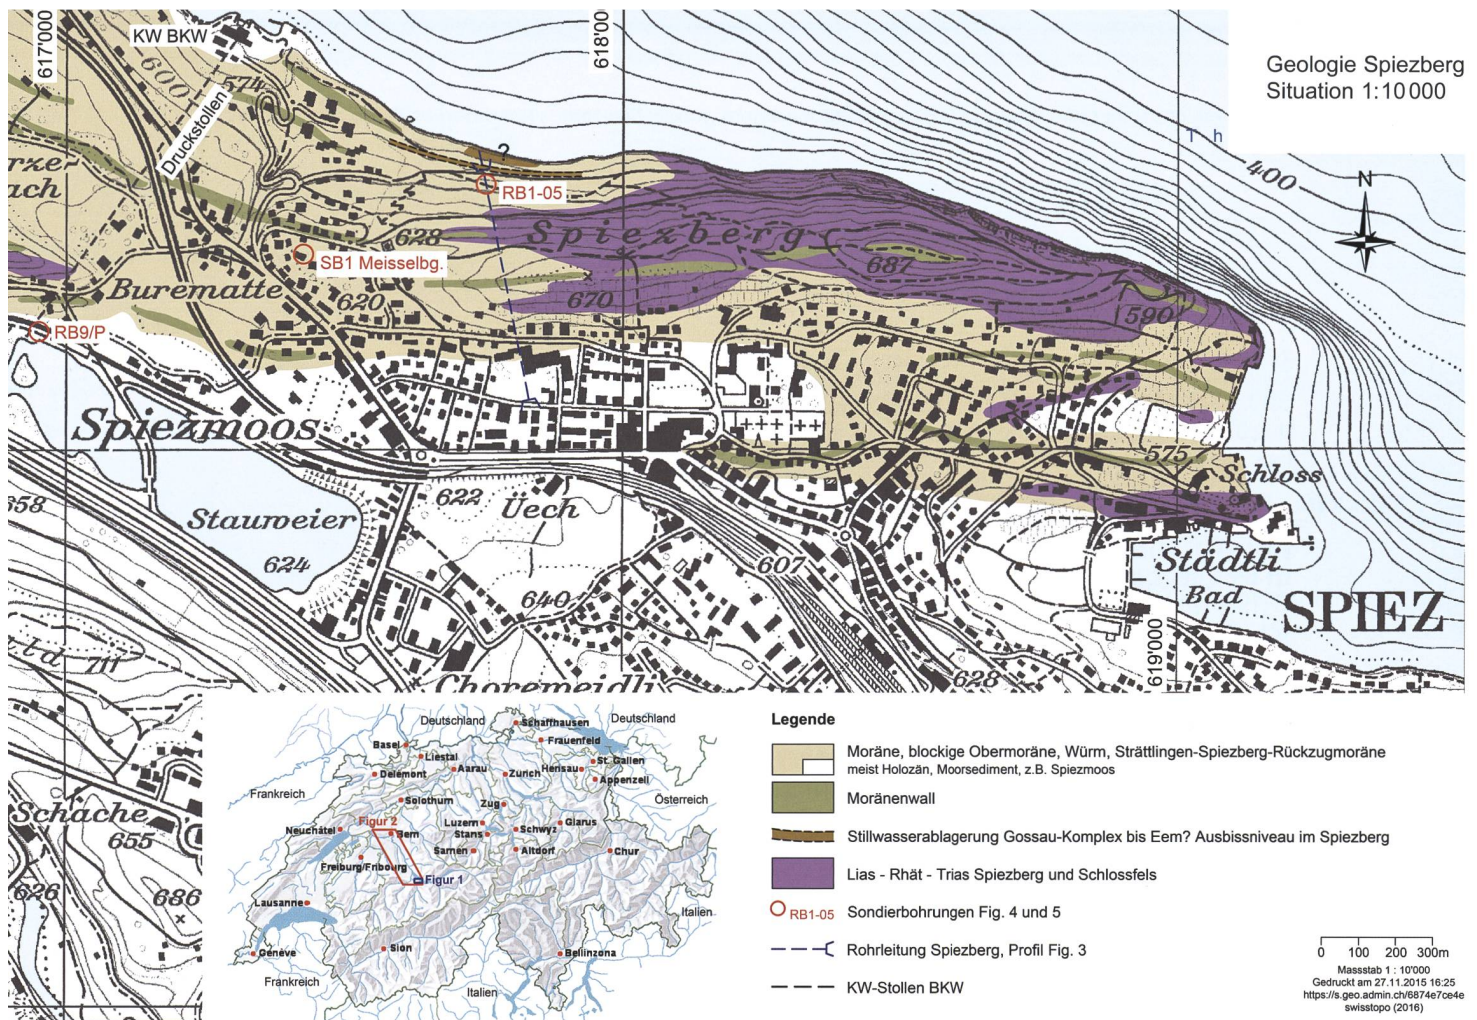 617'000
KW BKW
618'00
Geologie Spiezberg
Situation 1:10 000
600
574
Druckstollen
T h
400
N
?
RB1-05
628
Spiezberg
SB1 Meisselbg.
687
Burematte
620
670
590
RB9/P
Spiezmoos
575
Schloss
622
Üech
658
Stauweier
624
607
Städtli
640
Bad
SPIEZ
711
619'000
628
Choremeidli
Schache
655
626
686
Deutschland
Schaffhausen
Deutschland
Basel
Frauenfeld
Liestal
St. Gallen
Delémont
Aarau
Zürich
Herisau
Appenzell
Frankreich
Solothurn
Zug
Österreich
Figur 2
Neuchâtel
Bern
Luzern
Stans
Schwyz
Glarus
Sarnen
Altdorf
Chur
Freiburg/Fribourg
Figur 1
Lausanne
Italien
Sion
Genève
Bellinzona
Frankreich
Italien
Legende
Moräne, blockige Obermoräne, Würm, Strättlingen-Spiezberg-Rückzugmoräne
meist Holozän, Moorsediment, z.B. Spiezmoos
Moränenwall
Stillwasserablagerung Gossau-Komplex bis Eem? Ausbissniveau im Spiezberg
Lias - Rhät - Trias Spiezberg und Schlossfels
RB1-05 Sondierbohrungen Fig. 4 und 5
Rohrleitung Spiezberg, Profil Fig. 3
KW-Stollen BKW
0 100 200 300m
Massstab 1 : 10'000
Gedruckt am 27.11.2015 16:25
https://s.geo.admin.ch/6874e7ce4e
swisstopo (2016)